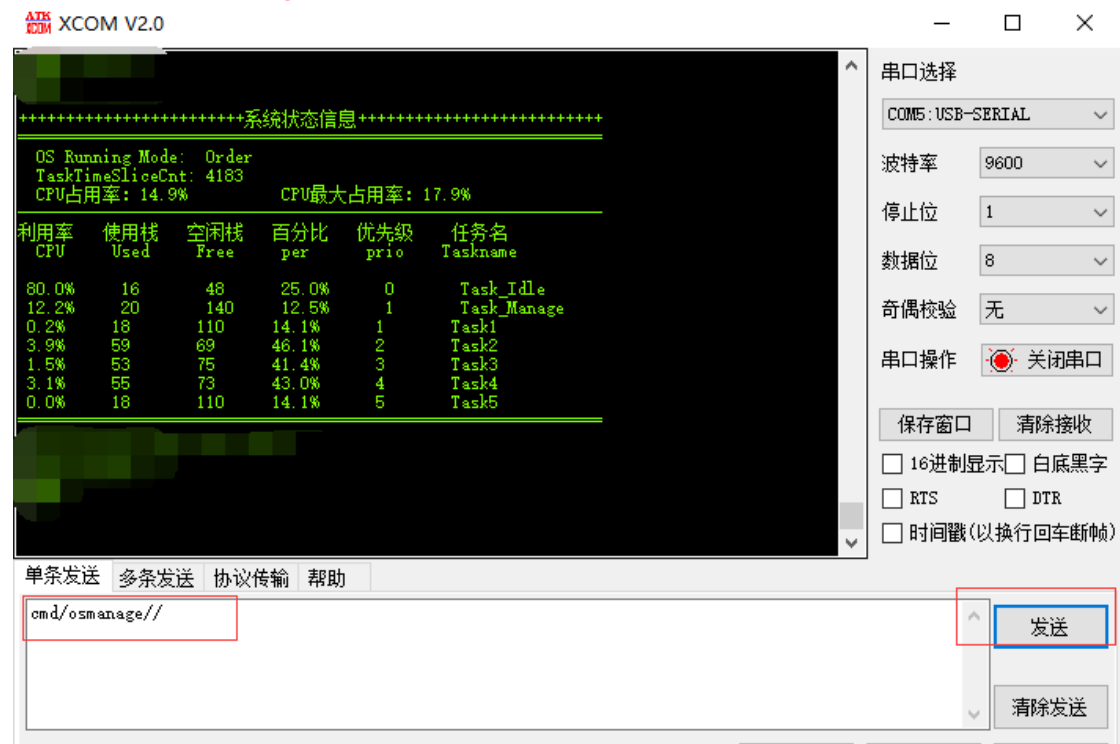 ATK XCOM XCOM V2.0
串口选择
COM5:USB-SERIAL
波特率 9600
停止位 1
数据位 8
奇偶校验 无
串口操作 关闭串口
保存窗口 清除接收
16进制显示 白底黑字
RTS DTR
时间戳(以换行回车断帧)
+++++++++++++++++++++++++系统状态信息+++++++++++++++++++++++++++
OS Running Mode: Order
TaskTimeSliceCnt: 4183
CPU占用率: 14.9% CPU最大占用率: 17.9%
利用率 使用栈 空闲栈 百分比 优先级 任务名
CPU Used Free per prio Taskname
80.0% 16 48 25.0% 0 Task_Idle
12.2% 20 140 12.5% 1 Task_Manage
0.2% 18 110 14.1% 1 Task1
3.9% 59 69 46.1% 2 Task2
1.5% 53 75 41.4% 3 Task3
3.1% 55 73 43.0% 4 Task4
0.0% 18 110 14.1% 5 Task5
单条发送 多条发送 协议传输 帮助
cmd/osmanage//
发送
清除发送